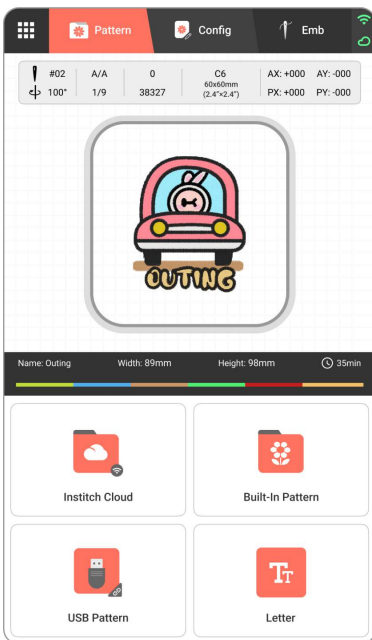 Pattern Config Emb
#02 A/A 0 C6 AX: +000 AY: -000
60x60mm
100° 1/9 38327 (2.4"×2.4") PX: +000 PY: -000
OUTING
Name: Outing Width: 89mm Height: 98mm 35min
Institch Cloud Built-In Pattern
TT
USB Pattern Letter